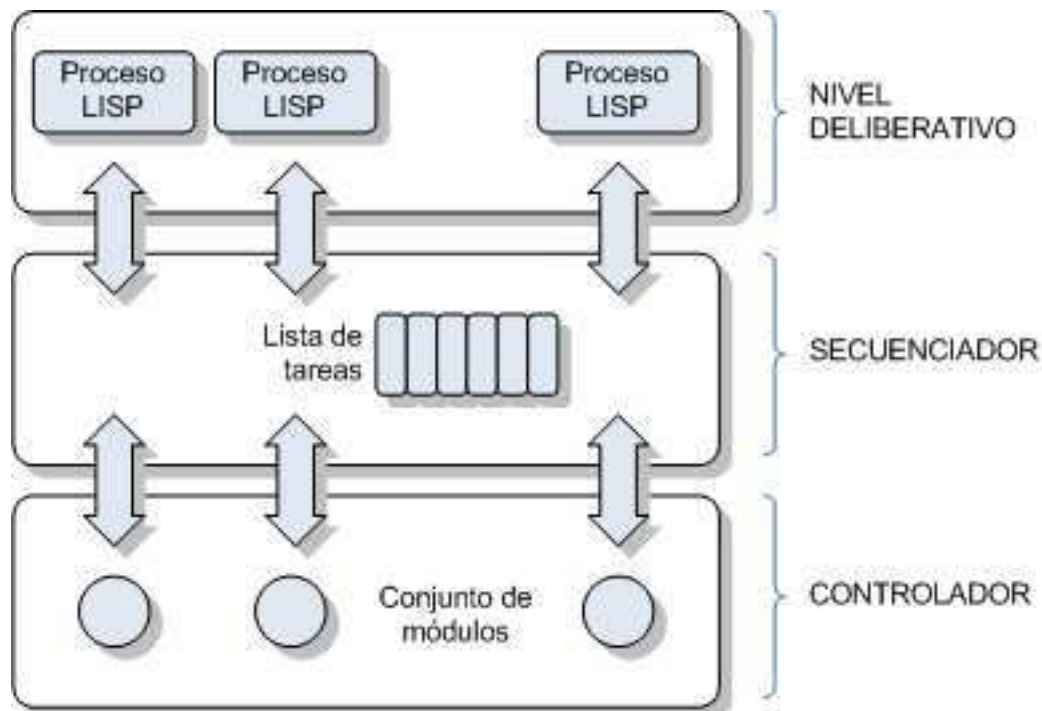 Proceso
LISP
Proceso
LISP
Proceso
LISP
NIVEL
DELIBERATIVO
Lista de
tareas
SECUENCIADOR
Conjunto de
módulos
CONTROLADOR